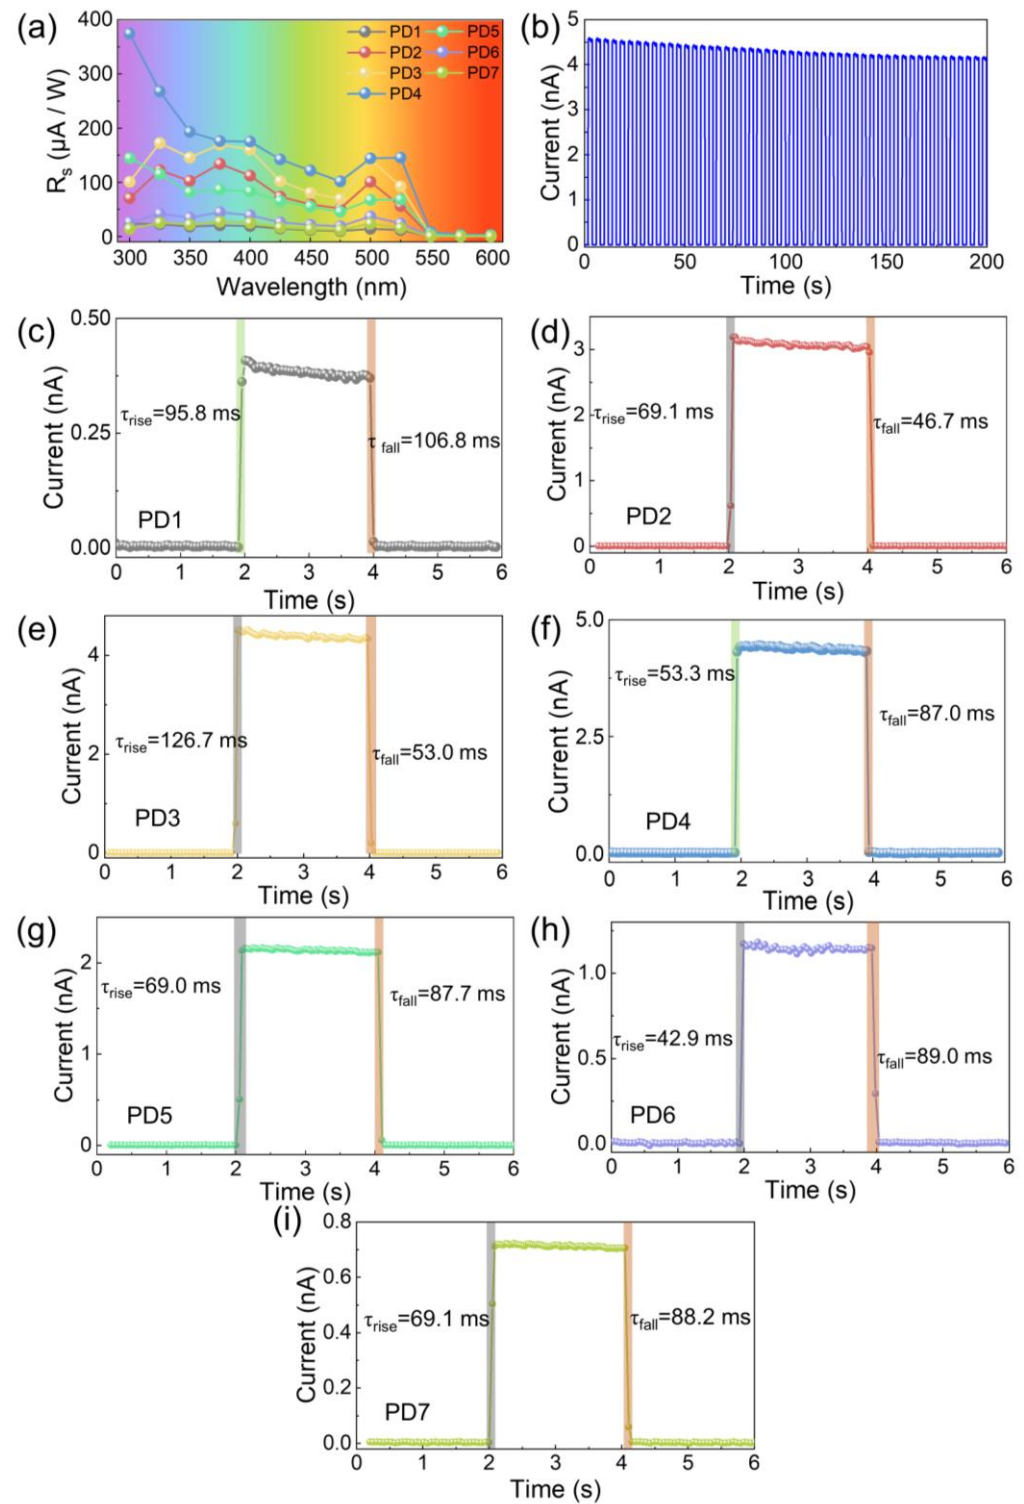 (a)
400
300
200
100
0
R_s (μA / W)
300 350 400 450 500 550 600
Wavelength (nm)
PD1 PD5
PD2 PD6
PD3 PD7
PD4
(b)
5
4
3
2
1
0
Current (nA)
0 50 100 150 200
Time (s)
(c)
0.50
0.25
0.00
Current (nA)
τrise=95.8 ms
τ fall=106.8 ms
PD1
0 1 2 3 4 5 6
Time (s)
(d)
3
2
1
0
Current (nA)
τrise=69.1 ms
τfall=46.7 ms
PD2
0 1 2 3 4 5 6
Time (s)
(e)
4
2
0
Current (nA)
τrise=126.7 ms
τfall=53.0 ms
PD3
0 1 2 3 4 5 6
Time (s)
(f)
5.0
2.5
0.0
Current (nA)
τrise=53.3 ms
τfall=87.0 ms
PD4
0 1 2 3 4 5 6
Time (s)
(g)
2
1
0
Current (nA)
τrise=69.0 ms
τfall=87.7 ms
PD5
0 1 2 3 4 5 6
Time (s)
(h)
1.0
0.5
0.0
Current (nA)
τrise=42.9 ms
τfall=89.0 ms
PD6
0 1 2 3 4 5 6
Time (s)
(i)
0.8
0.6
0.4
0.2
0.0
Current (nA)
τrise=69.1 ms
τfall=88.2 ms
PD7
0 1 2 3 4 5 6
Time (s)